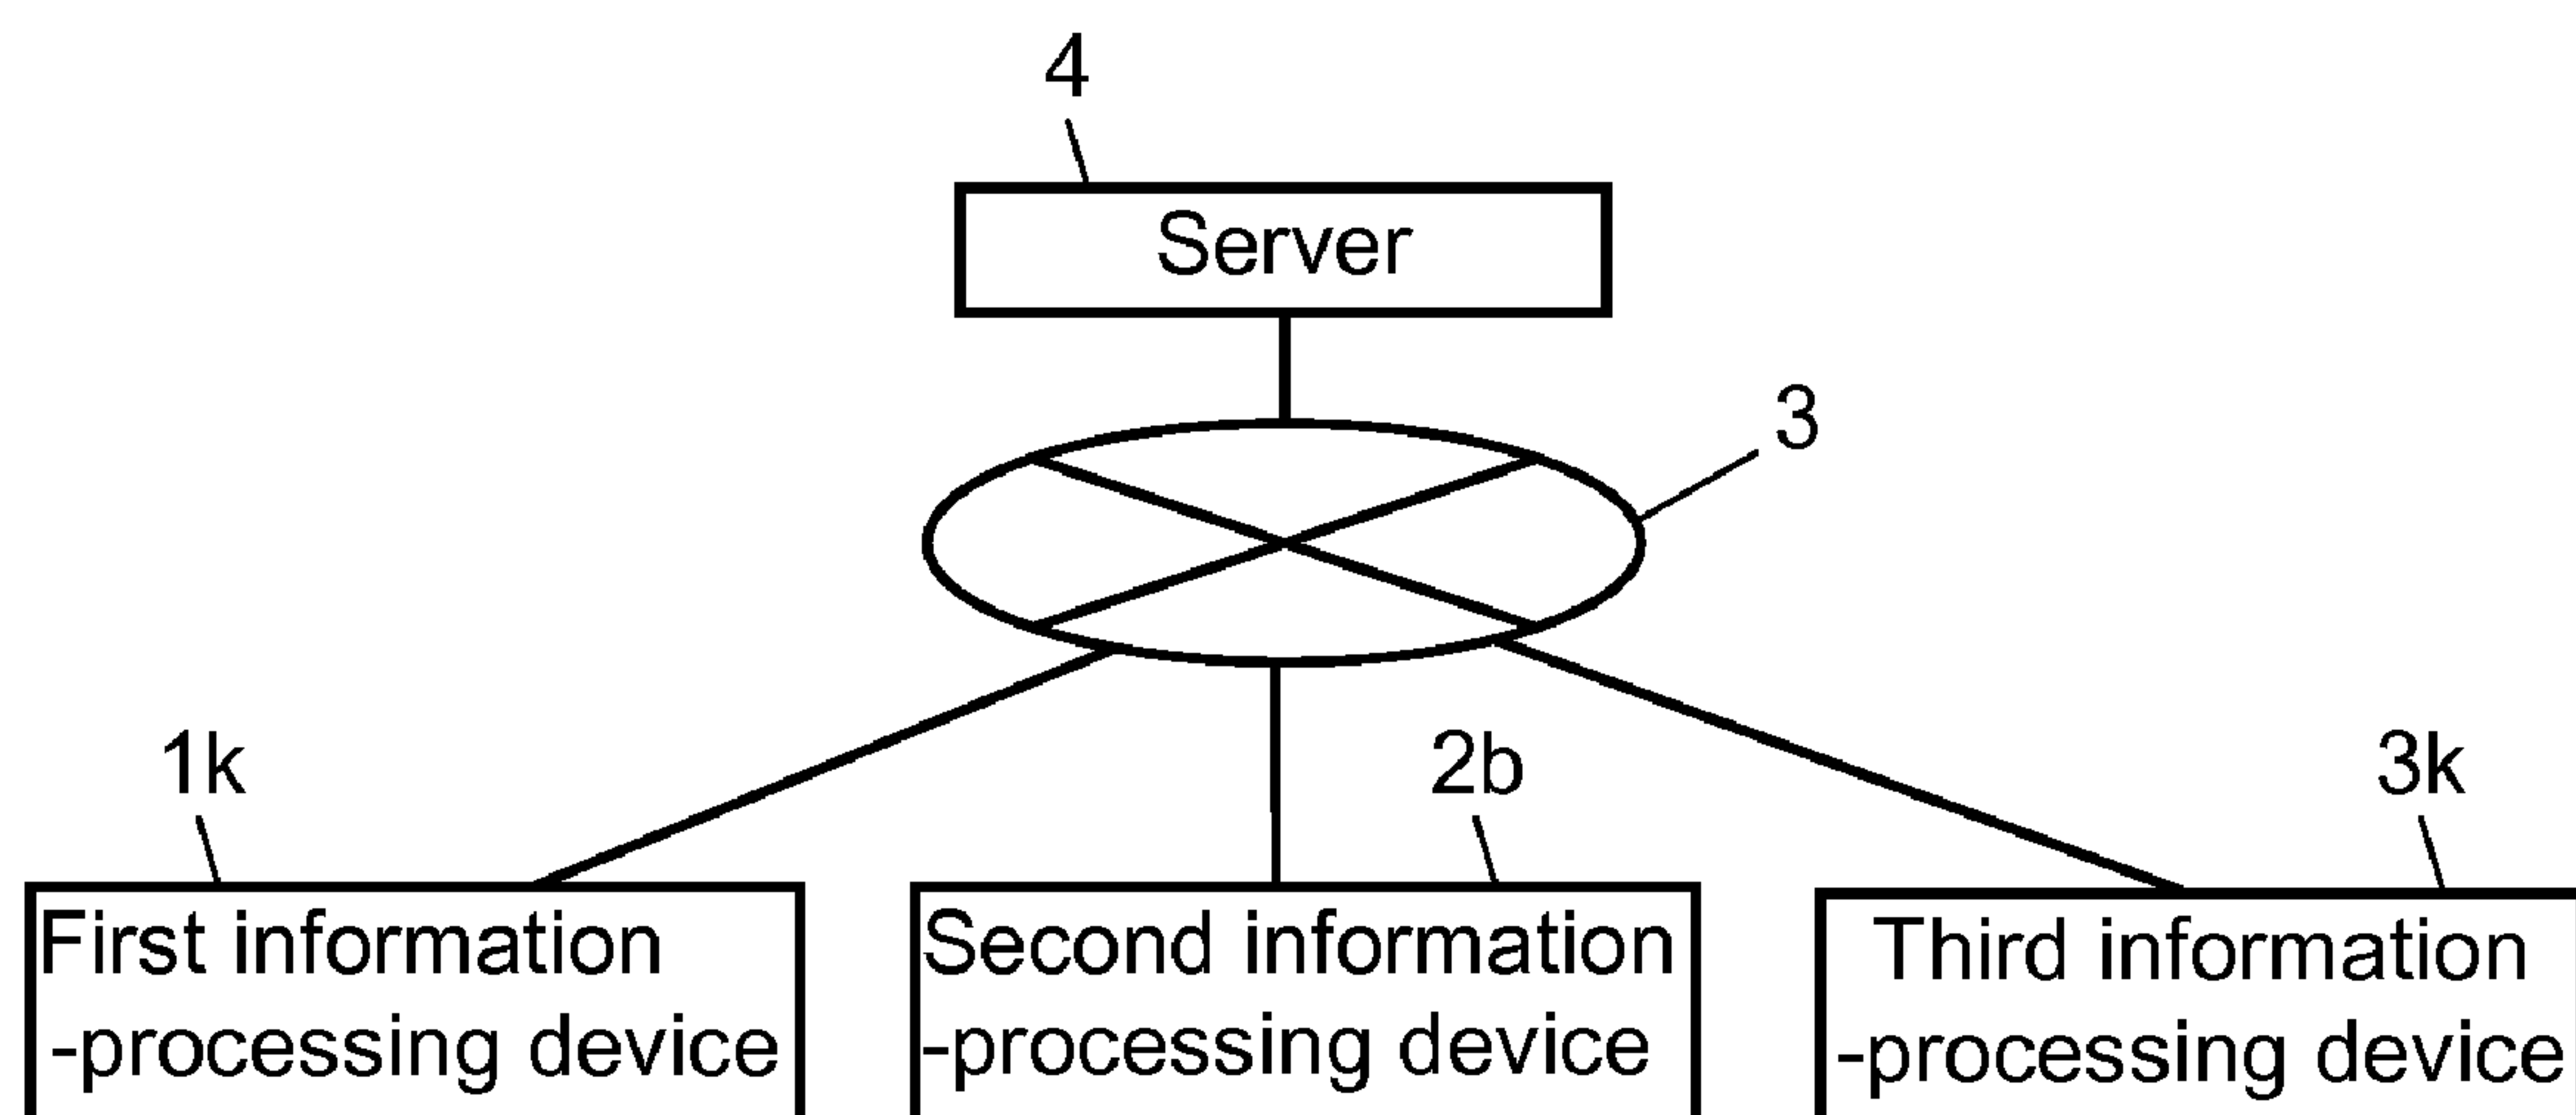 4
Server
3
1k
2b
3k
First information
-processing device
Second information
-processing device
Third information
-processing device